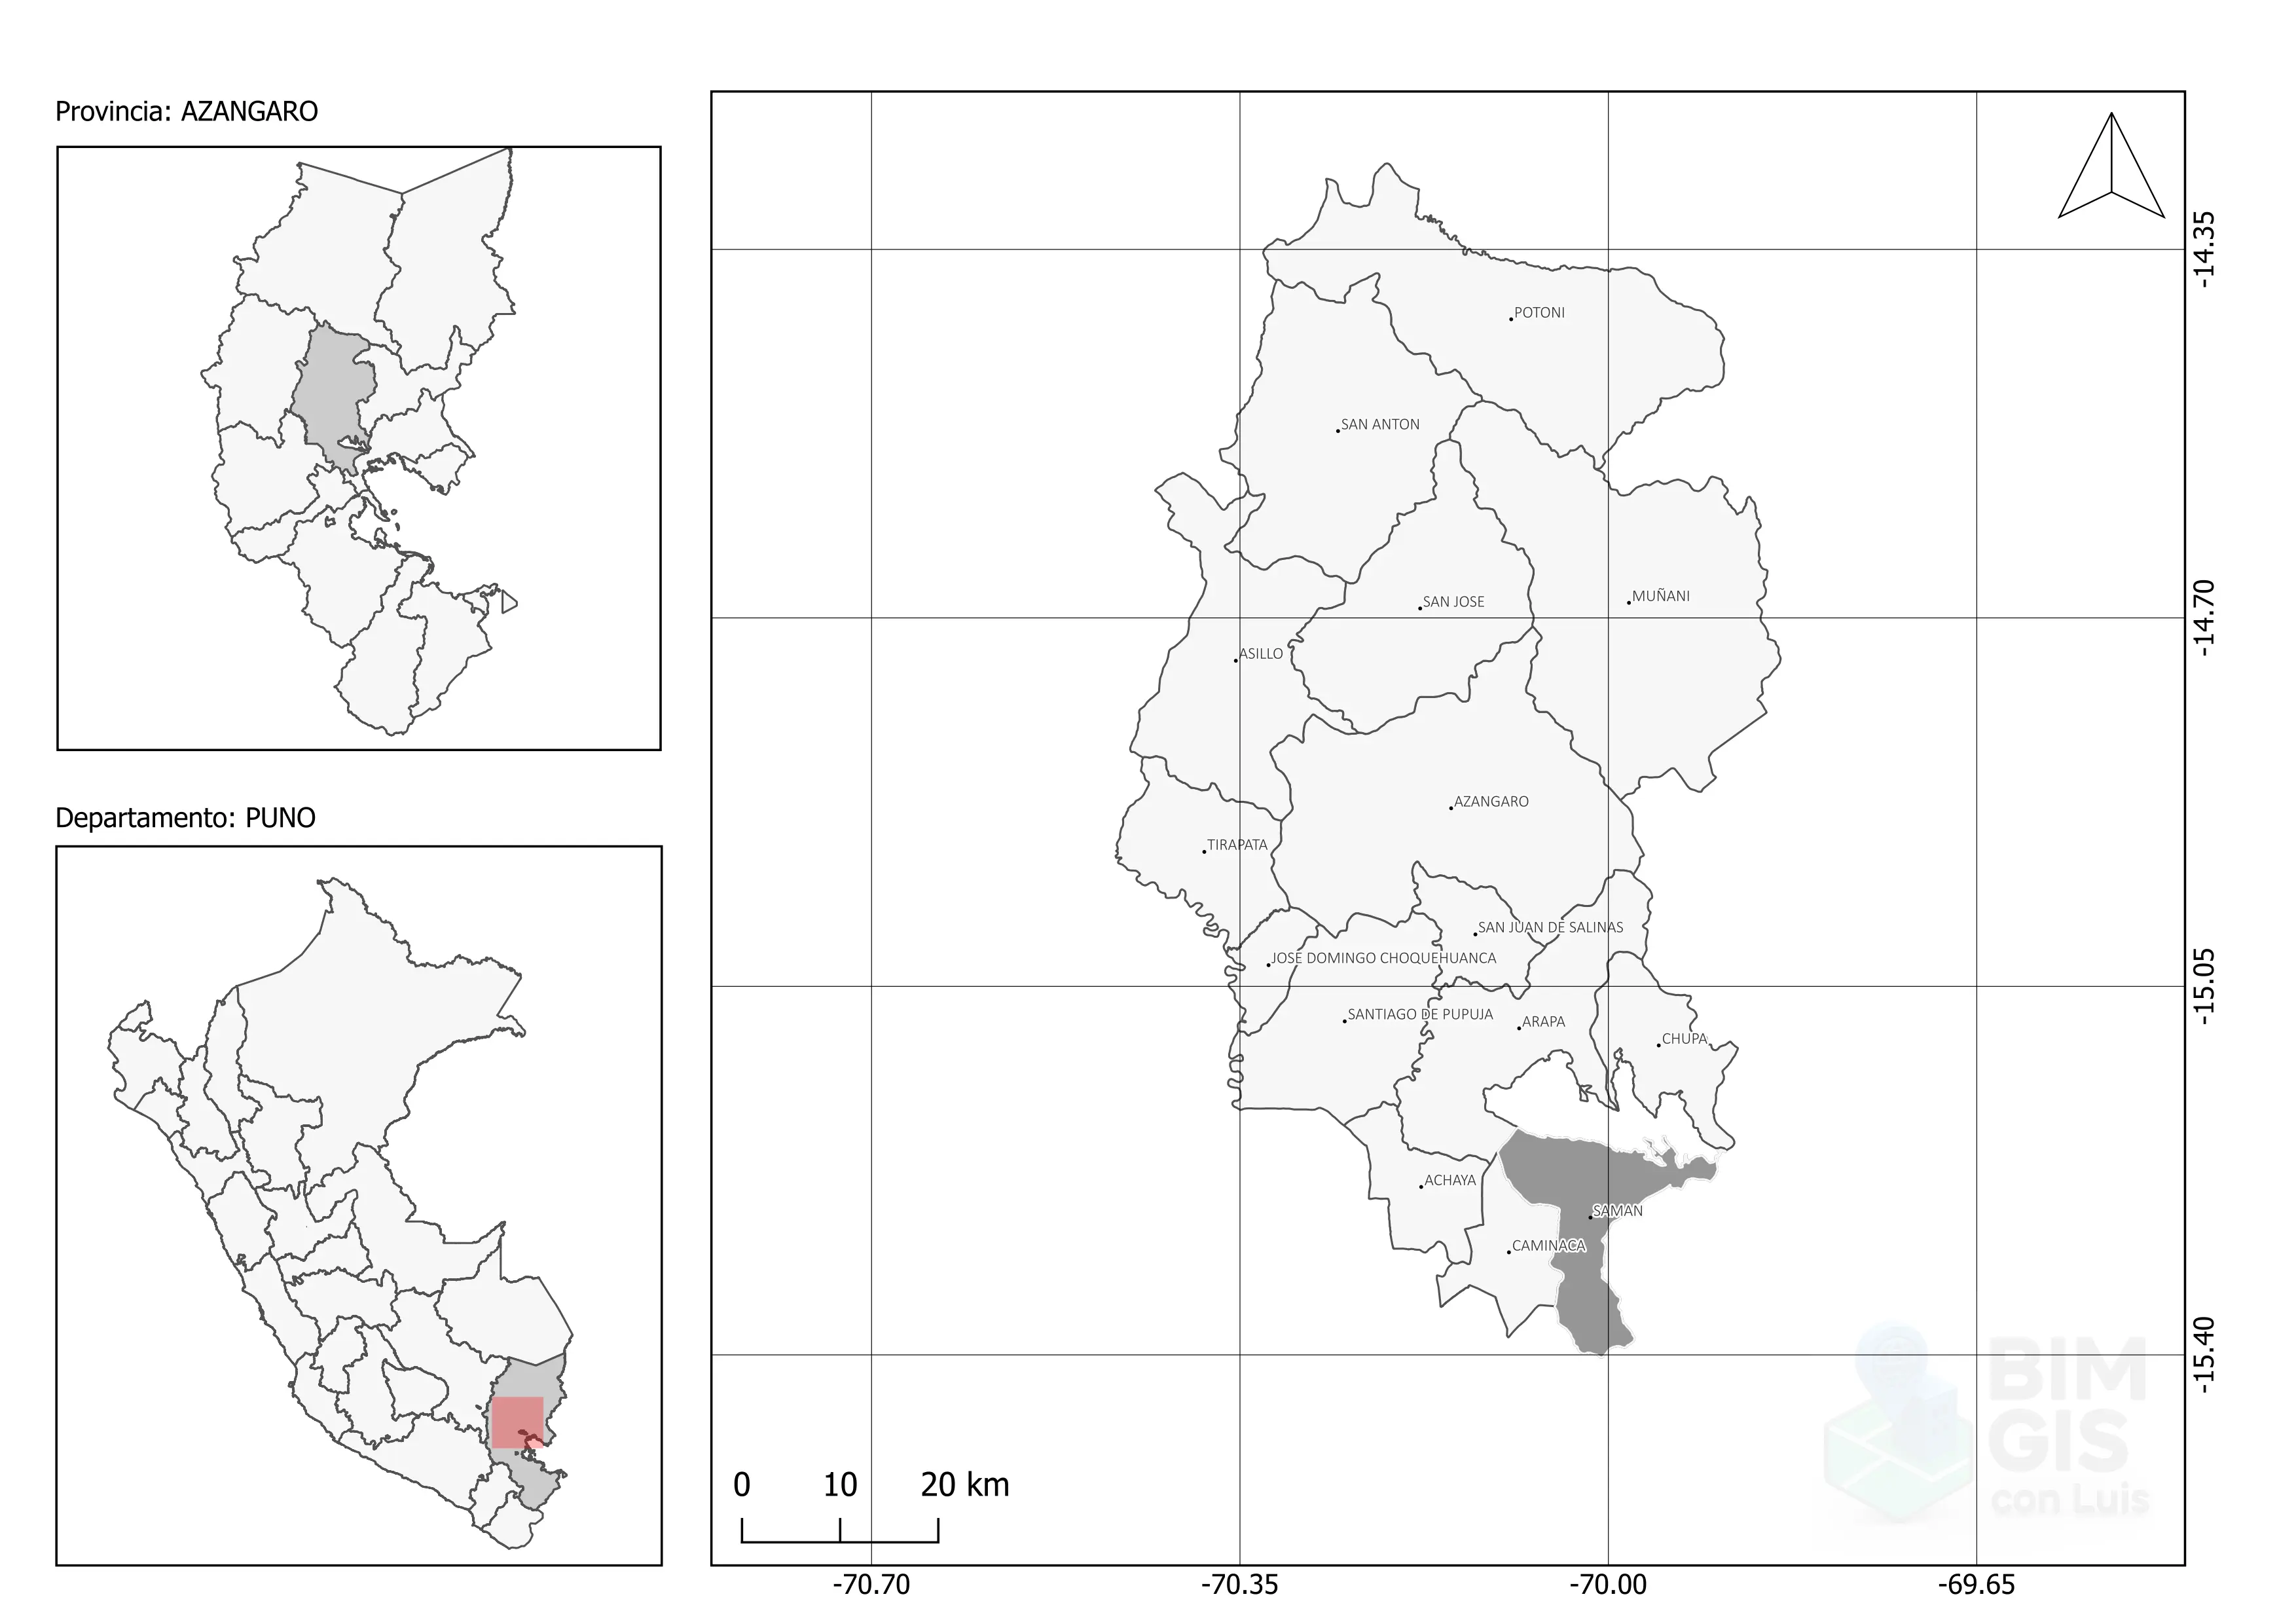 Provincia: AZANGARO
Departamento: PUNO
POTONI
SAN ANTON
SAN JOSE
MUÑANI
ASILLO
AZANGARO
TIRAPATA
SAN JUAN DE SALINAS
JOSE DOMINGO CHOQUEHUANCA
SANTIAGO DE PUPUJA
ARAPA
CHUPA
ACHAYA
SAMAN
CAMINACA
-14.35
-14.70
-15.05
-15.40
0 10 20 km
-70.70 -70.35 -70.00 -69.65
BIM
GIS
con Luis